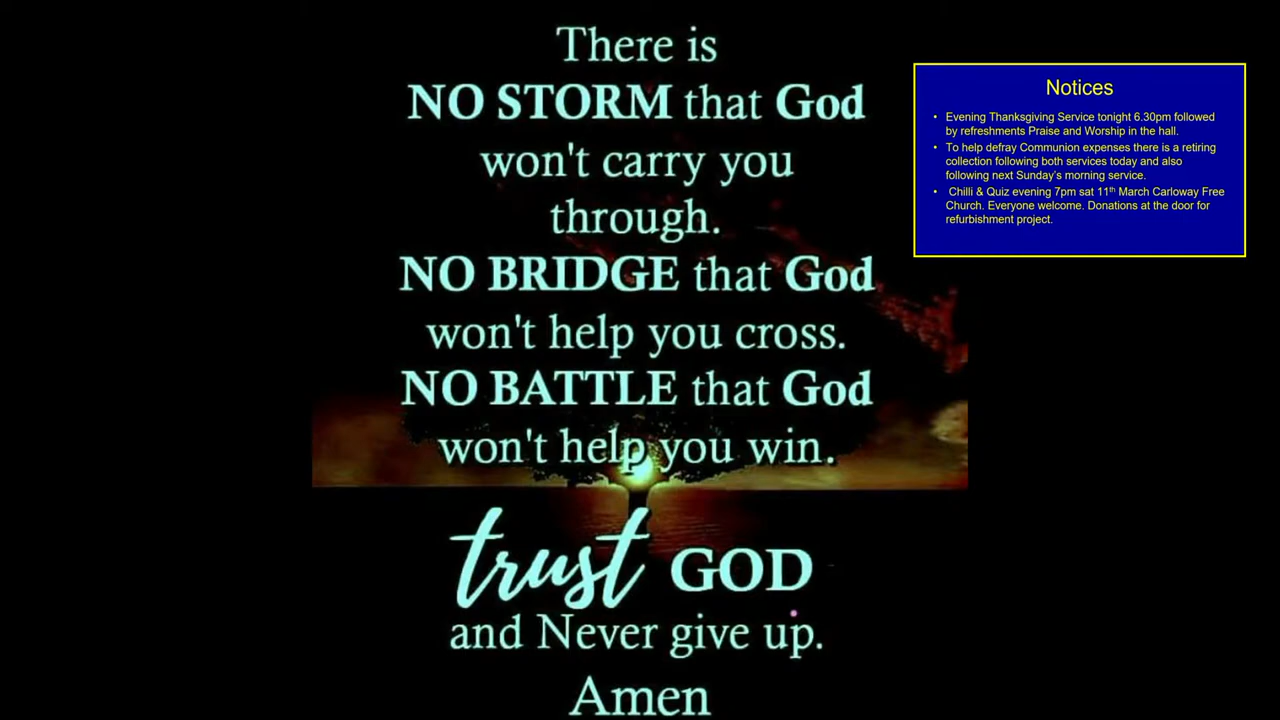 There is
NO STORM that God
won't carry you
through.
NO BRIDGE that God
won't help you cross.
NO BATTLE that God
won't help you win.
trust GOD
and Never give up.
Amen
Notices
• Evening Thanksgiving Service tonight 6.30pm followed
by refreshments Praise and Worship in the hall.
• To help defray Communion expenses there is a retiring
collection following both services today and also
following next Sunday's morning service.
• Chilli & Quiz evening 7pm sat 11th March Carloway Free
Church. Everyone welcome. Donations at the door for
refurbishment project.